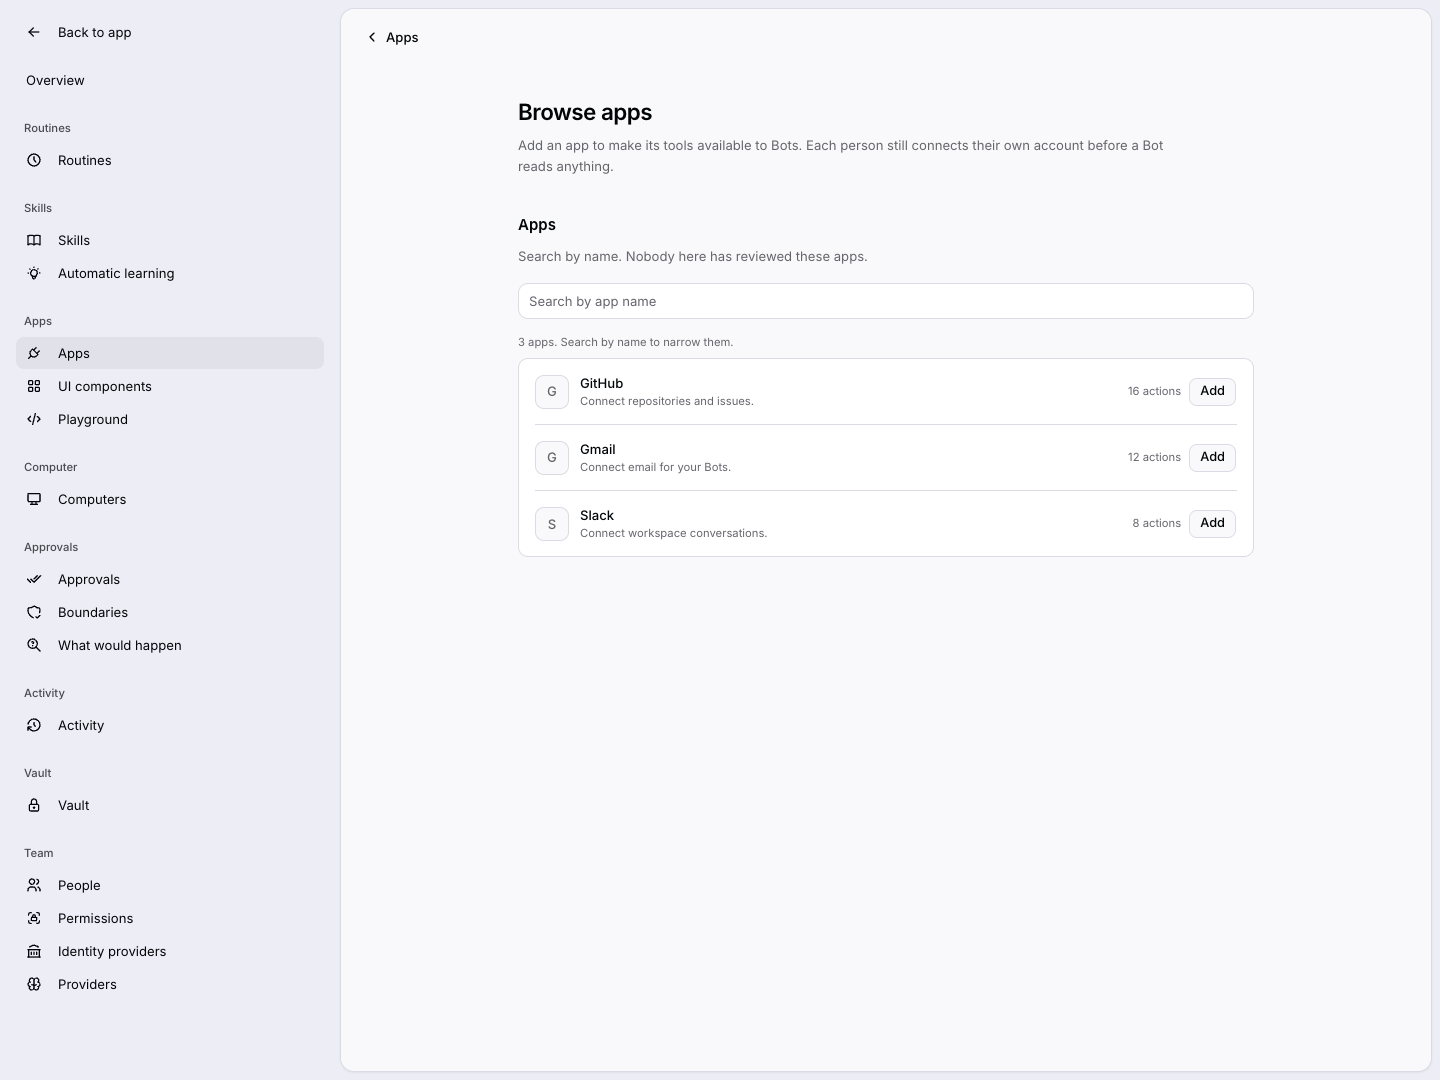 Back to app
Overview
Routines
Routines
Skills
Skills
Automatic learning
Apps
Apps
UI components
Playground
Computer
Computers
Approvals
Approvals
Boundaries
What would happen
Activity
Activity
Vault
Vault
Team
People
Permissions
Identity providers
Providers
Apps
Browse apps
Add an app to make its tools available to Bots. Each person still connects their own account before a Bot
reads anything.
Apps
Search by name. Nobody here has reviewed these apps.
Search by app name
3 apps. Search by name to narrow them.
G
GitHub
Connect repositories and issues.
16 actions
Add
G
Gmail
Connect email for your Bots.
12 actions
Add
S
Slack
Connect workspace conversations.
8 actions
Add